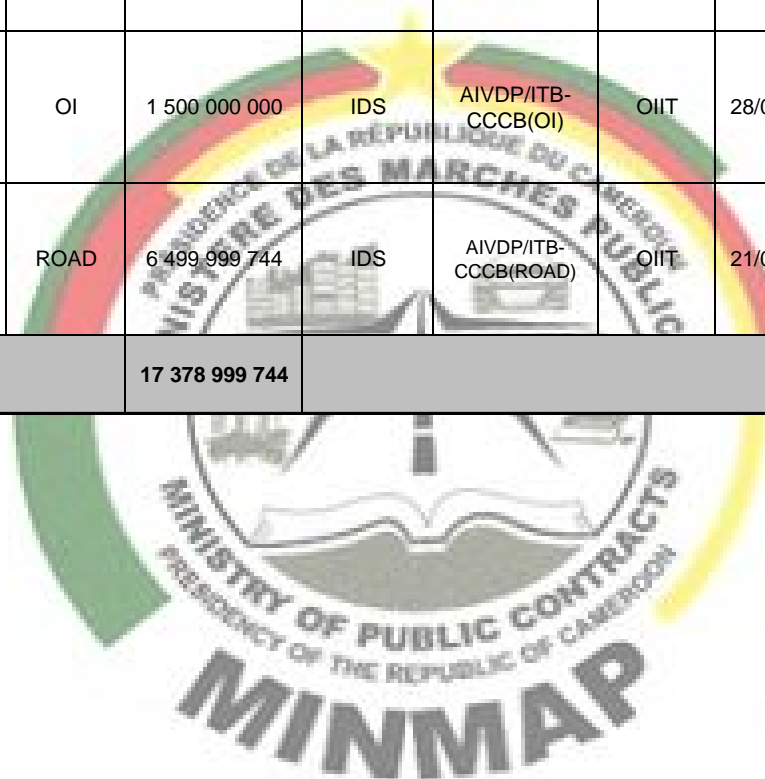 OI 1 500 000 000 IDS AIVDP/ITB-CCCB(OI) OIIT 28/0
ROAD 6 499 999 744 IDS AIVDP/ITB-CCCB(ROAD) OIIT 21/0
17 378 999 744
PRESIDENCE DE LA REPUBLIQUE DU CAMEROUN
MINISTERE DES MARCHES PUBLICS
MINISTRY OF PUBLIC CONTRACTS
PRESIDENCY OF THE REPUBLIC OF CAMEROON
MINMAP